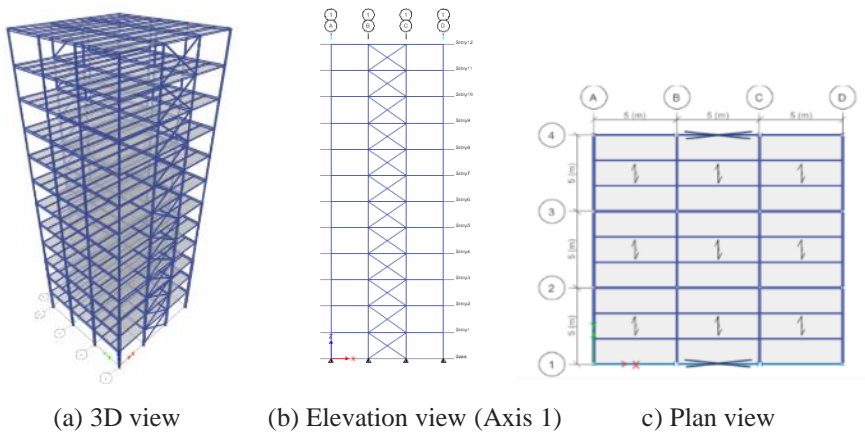 1 1 1 1
A B C D
Story12
Story11
Story10
Story9
Story8
Story7
Story6
Story5
Story4
Story3
Story2
Story1
Base
Z
X
A B C D
5 (m) 5 (m) 5 (m)
4
5 (m)
3
5 (m)
2
5 (m)
1
X
(a) 3D view
(b) Elevation view (Axis 1)
c) Plan view